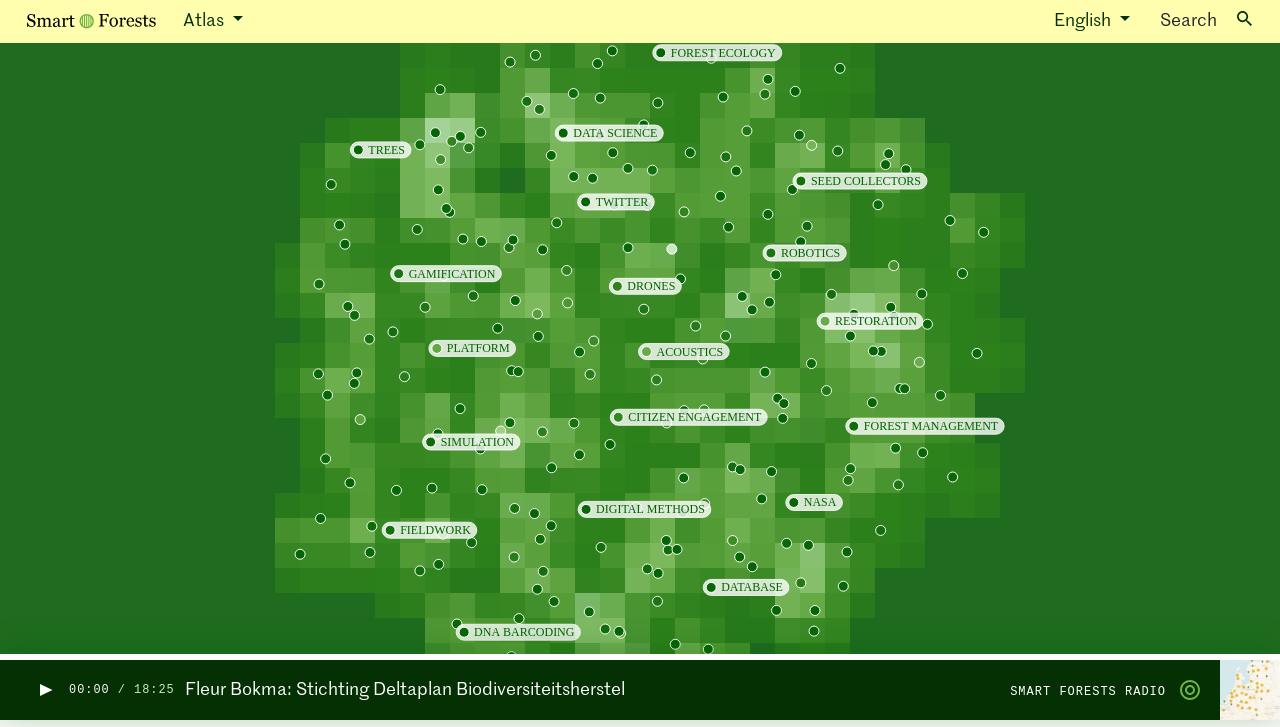 Smart Forests
Atlas
English
Search
FOREST ECOLOGY
DATA SCIENCE
TREES
SEED COLLECTORS
TWITTER
ROBOTICS
GAMIFICATION
DRONES
RESTORATION
PLATFORM
ACOUSTICS
CITIZEN ENGAGEMENT
FOREST MANAGEMENT
SIMULATION
NASA
DIGITAL METHODS
FIELDWORK
DATABASE
DNA BARCODING
00:00 / 18:25
Fleur Bokma: Stichting Deltaplan Biodiversiteitsherstel
SMART FORESTS RADIO